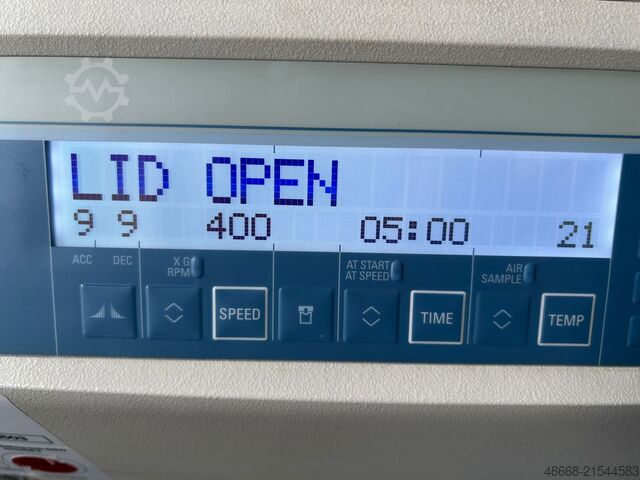 LID OPEN
9 9 400 05:00 21
ACC DEC X G RPM AT START AT SPEED AIR SAMPLE
SPEED TIME TEMP
48668-21544583